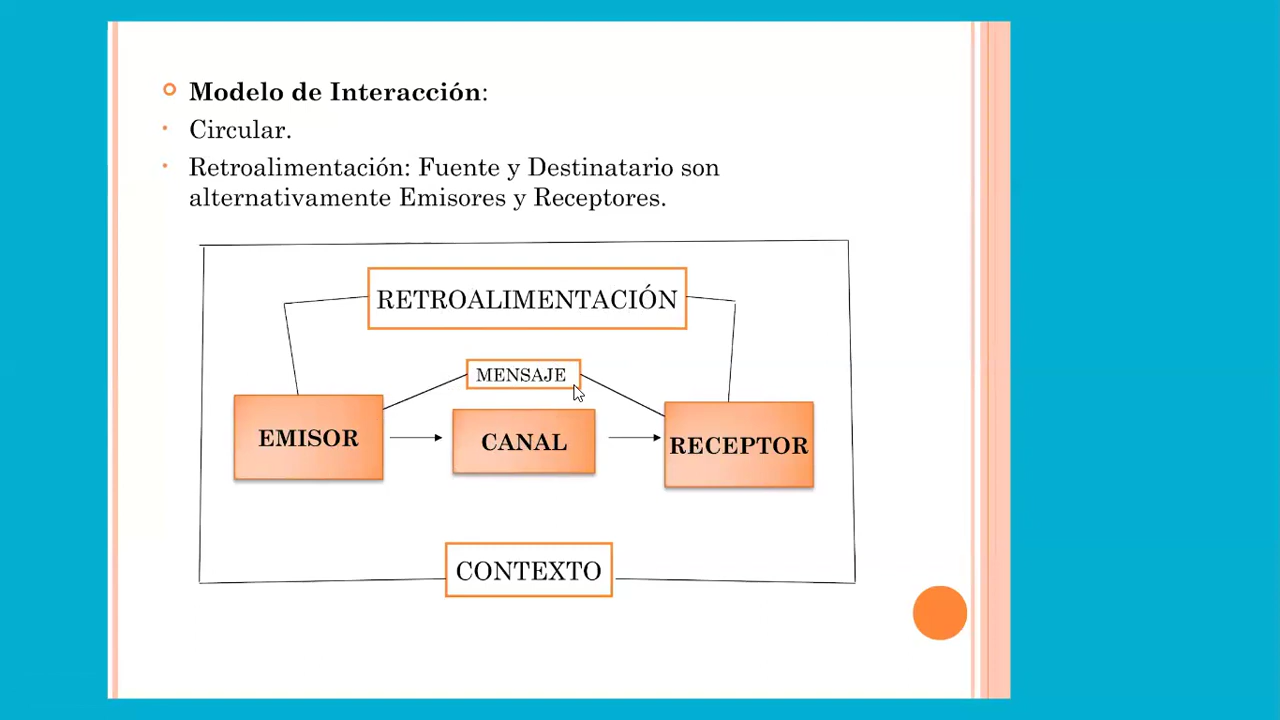 Modelo de Interacción:
Circular.
Retroalimentación: Fuente y Destinatario son
alternativamente Emisores y Receptores.
RETROALIMENTACIÓN
MENSAJE
EMISOR
CANAL
RECEPTOR
CONTEXTO